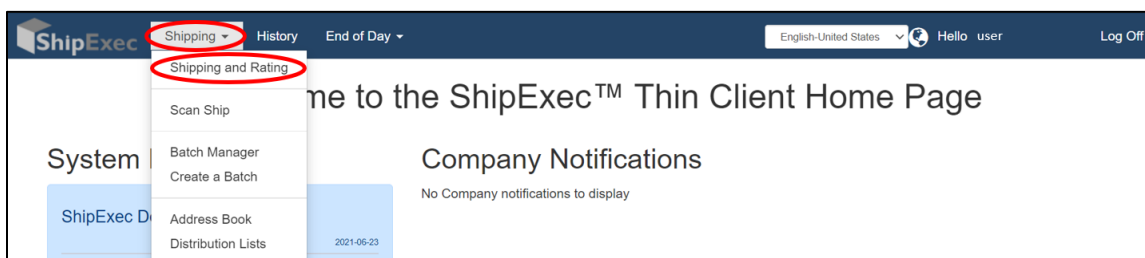 ShipExec Shipping History End of Day English-United States Hello user Log Off
Shipping and Rating
me to the ShipExec™ Thin Client Home Page
Scan Ship
System
Batch Manager
Create a Batch
Company Notifications
No Company notifications to display
ShipExec D
Address Book
Distribution Lists
2021-06-23